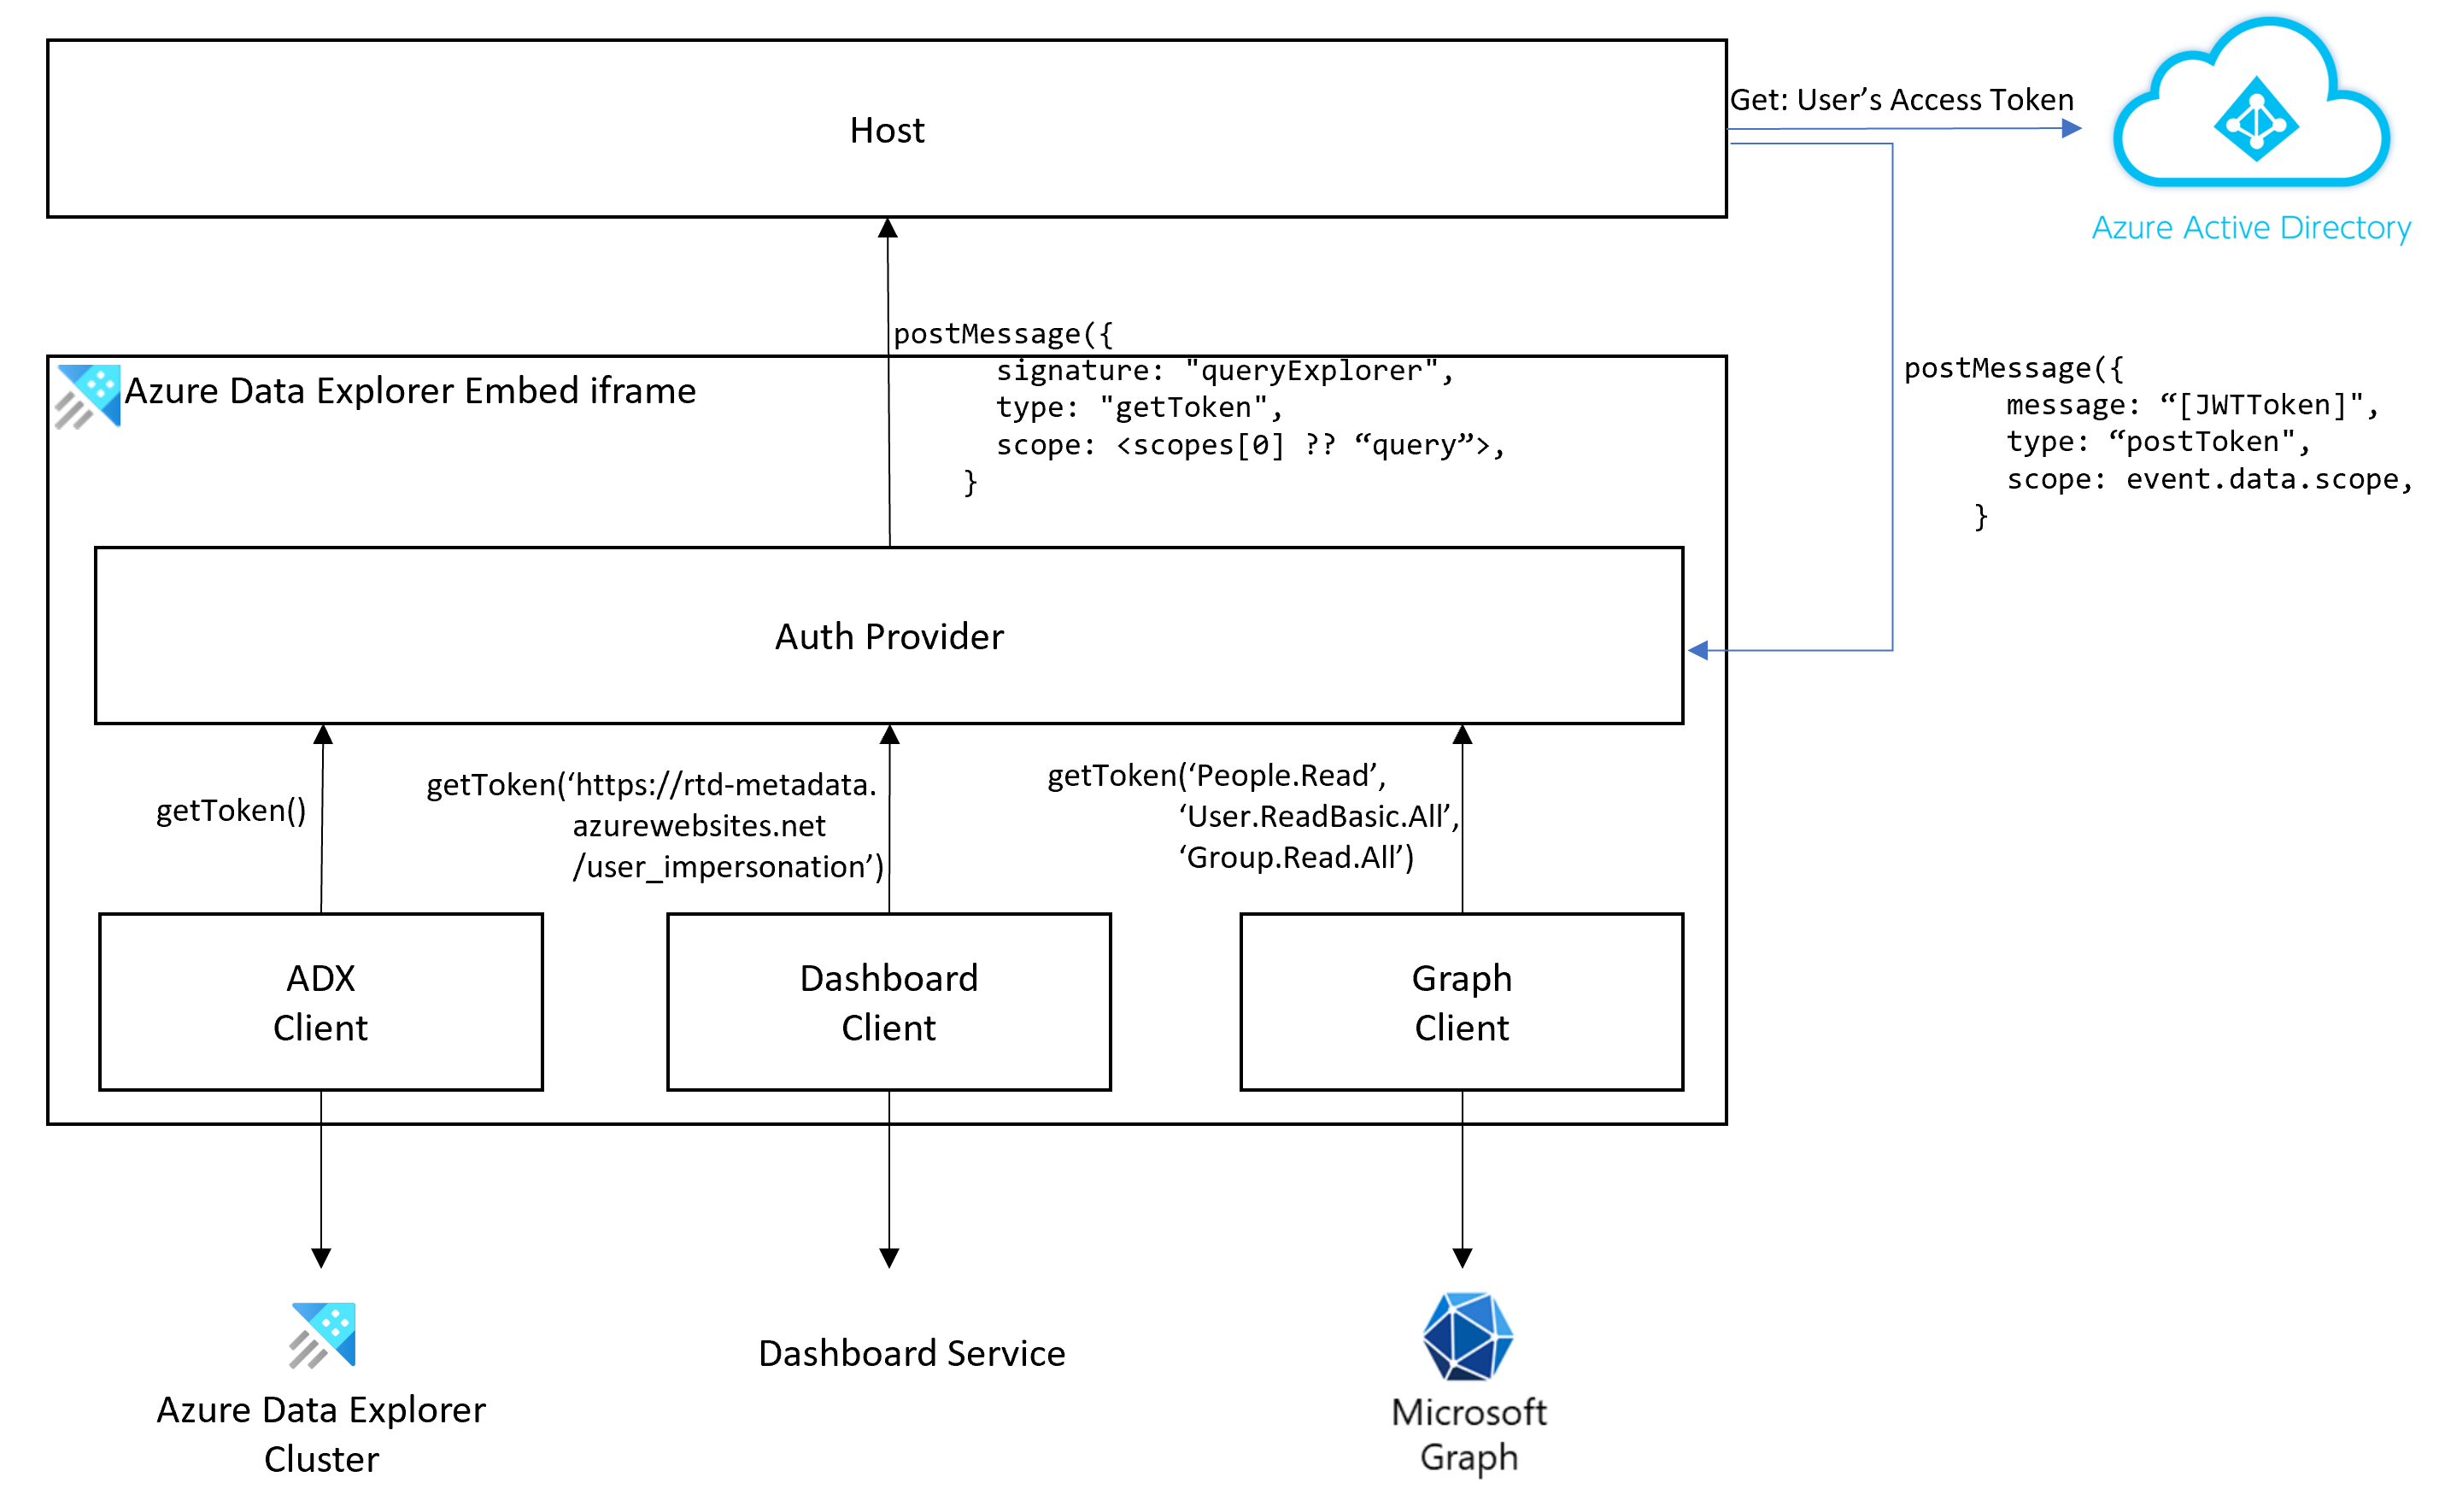 Host
Get: User’s Access Token
Azure Active Directory
postMessage({
signature: "queryExplorer",
type: "getToken",
scope: <scopes[0] ?? “query”>,
}
postMessage({
message: “[JWTToken]",
type: “postToken",
scope: event.data.scope,
}
Azure Data Explorer Embed iframe
Auth Provider
getToken()
getToken(‘https://rtd-metadata.
azurewebsites.net
/user_impersonation’)
getToken(‘People.Read’,
‘User.ReadBasic.All’,
‘Group.Read.All’)
ADX
Client
Dashboard
Client
Graph
Client
Azure Data Explorer
Cluster
Dashboard Service
Microsoft
Graph